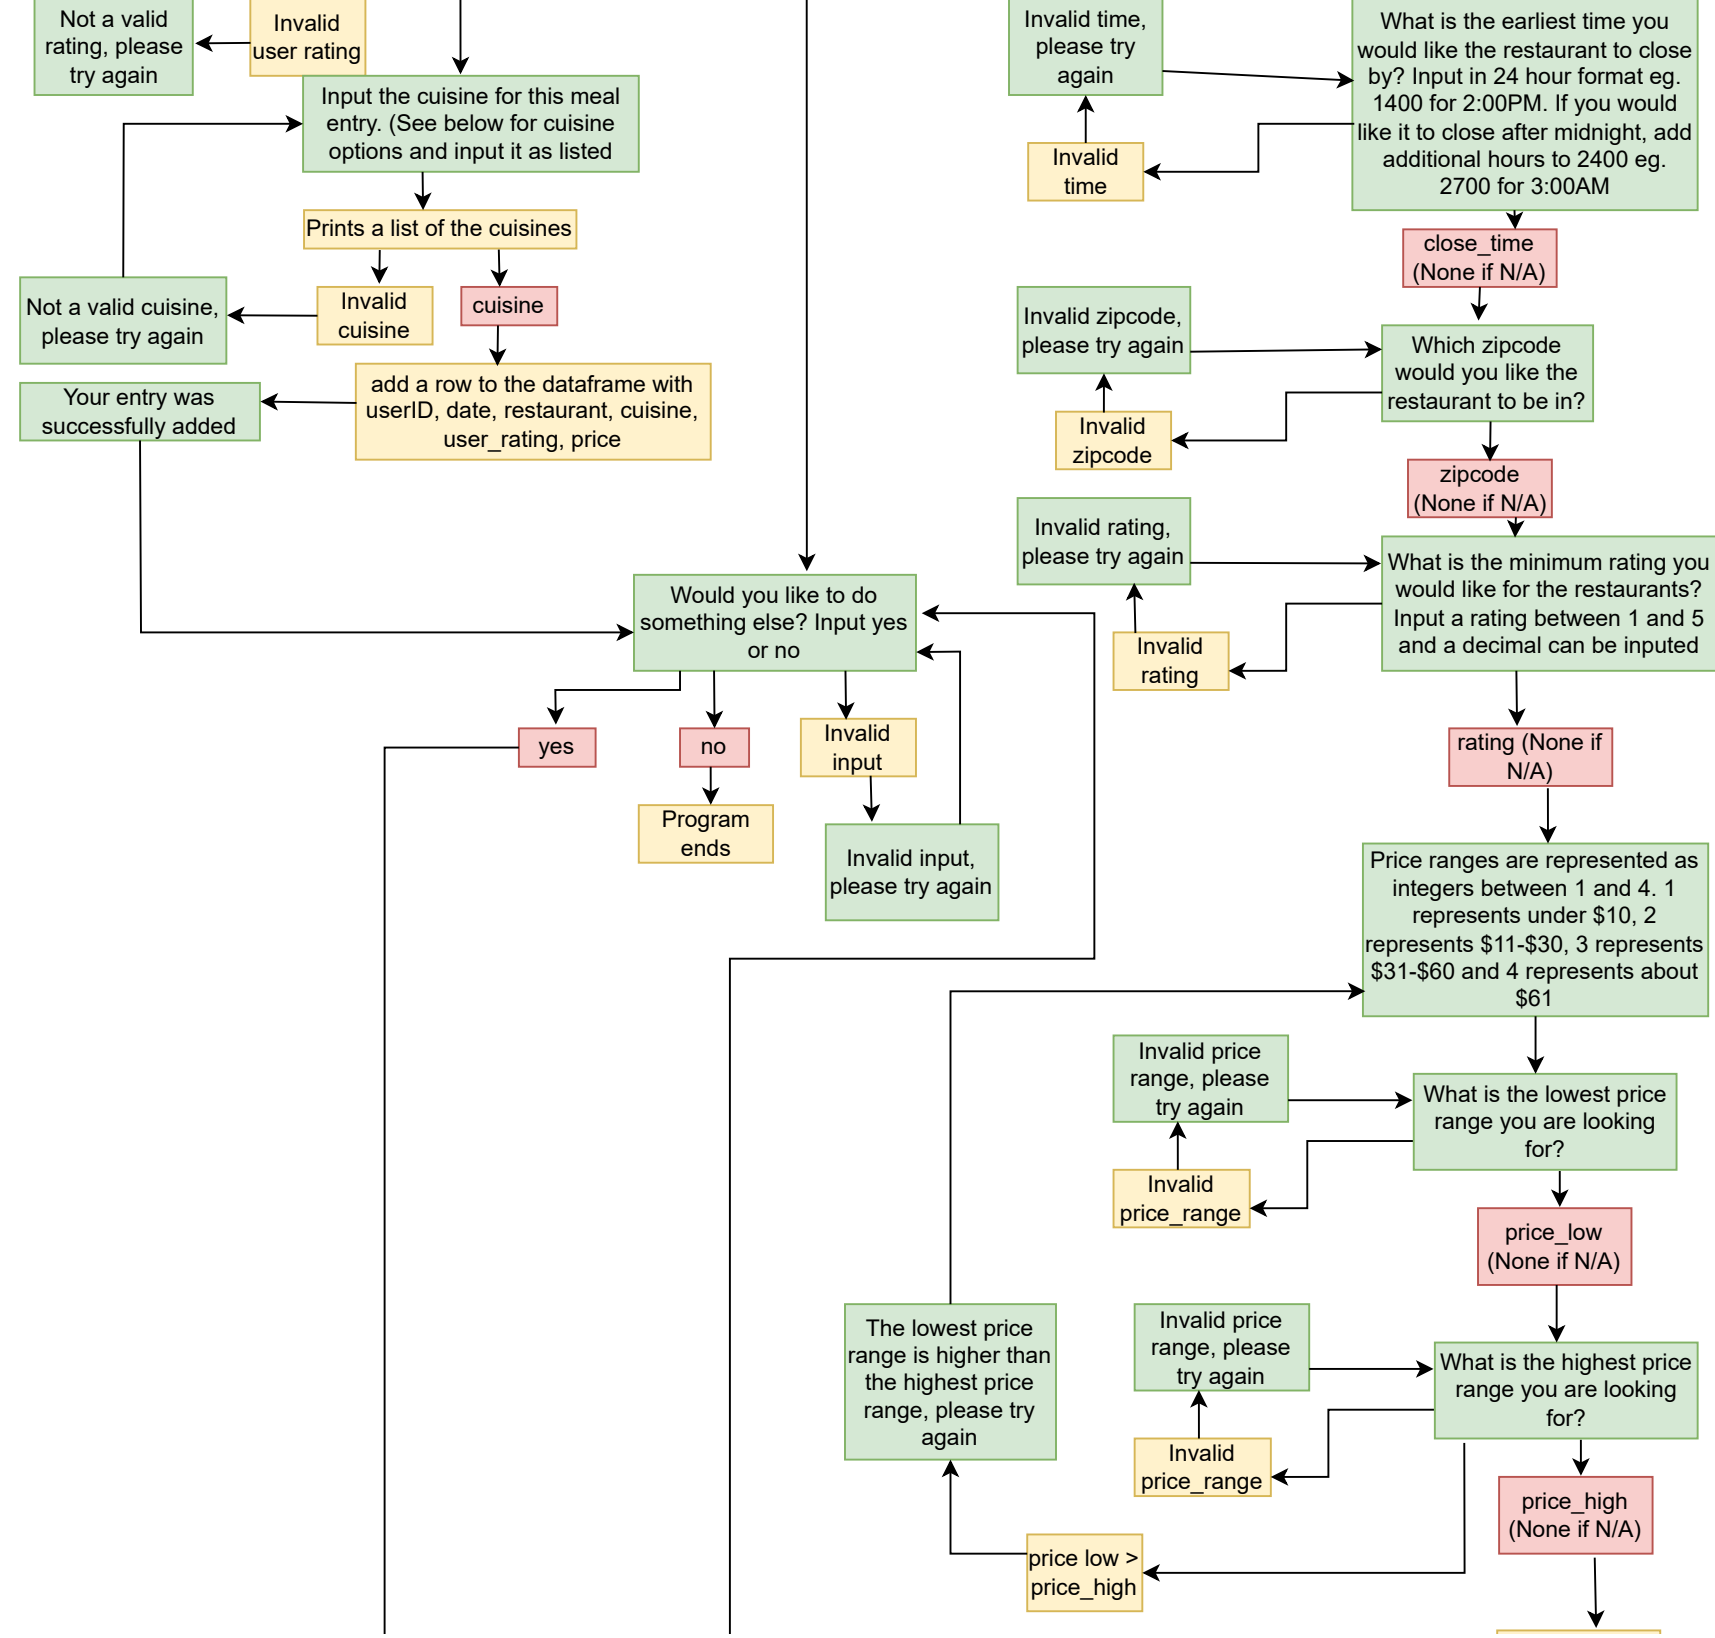 Not a valid
rating, please
try again
Invalid
user rating
Input the cuisine for this meal
entry. (See below for cuisine
options and input it as listed
Prints a list of the cuisines
Invalid
cuisine
cuisine
Not a valid cuisine,
please try again
add a row to the dataframe with
userID, date, restaurant, cuisine,
user_rating, price
Your entry was
successfully added
Would you like to do
something else? Input yes
or no
yes
no
Invalid
input
Program
ends
Invalid input,
please try again
Invalid time,
please try
again
Invalid
time
What is the earliest time you
would like the restaurant to close
by? Input in 24 hour format eg.
1400 for 2:00PM. If you would
like it to close after midnight, add
additional hours to 2400 eg.
2700 for 3:00AM
close_time
(None if N/A)
Invalid zipcode,
please try again
Invalid
zipcode
Which zipcode
would you like the
restaurant to be in?
zipcode
(None if N/A)
Invalid rating,
please try again
Invalid
rating
What is the minimum rating you
would like for the restaurants?
Input a rating between 1 and 5
and a decimal can be inputed
rating (None if
N/A)
Price ranges are represented as
integers between 1 and 4. 1
represents under $10, 2
represents $11-$30, 3 represents
$31-$60 and 4 represents about
$61
Invalid price
range, please
try again
Invalid
price_range
What is the lowest price
range you are looking
for?
price_low
(None if N/A)
The lowest price
range is higher than
the highest price
range, please try
again
Invalid price
range, please
try again
Invalid
price_range
What is the highest price
range you are looking
for?
price_high
(None if N/A)
price low >
price_high